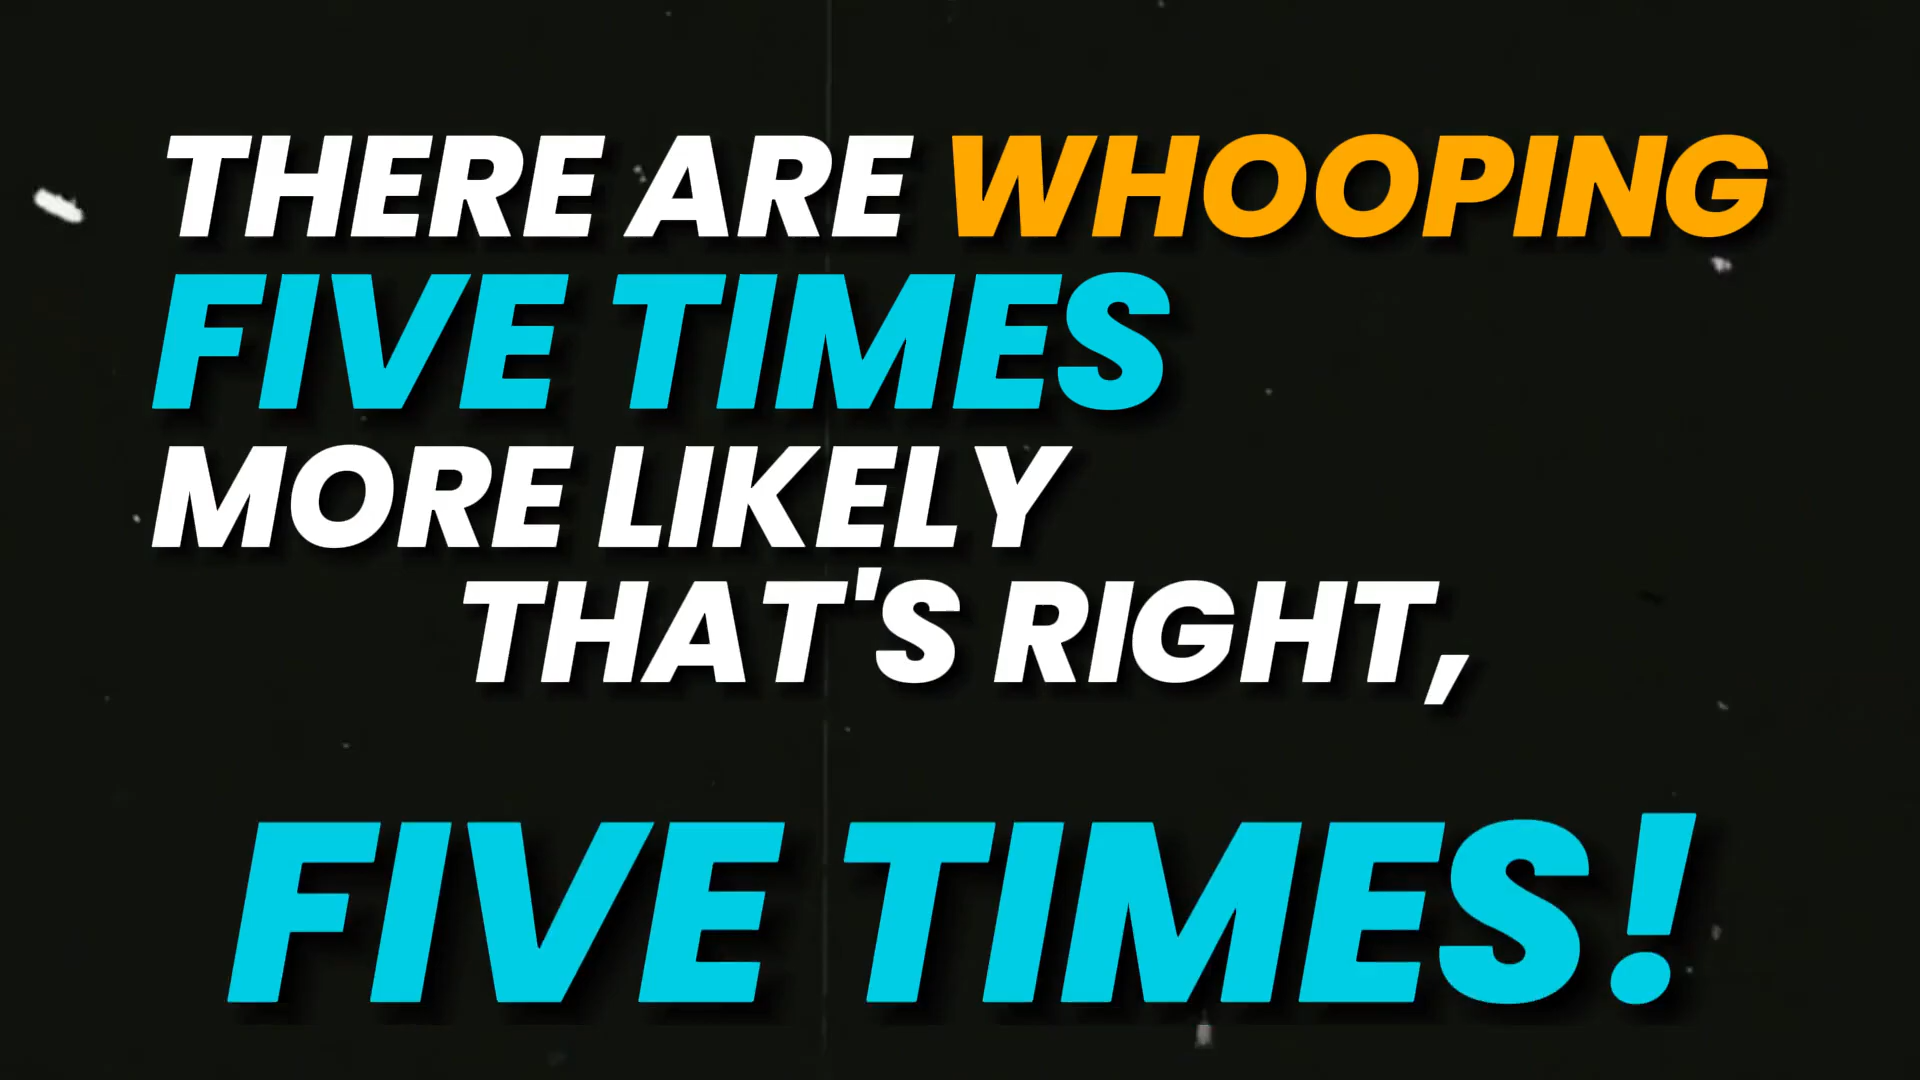 THERE ARE WHOOPING
FIVE TIMES
MORE LIKELY
THAT'S RIGHT,
FIVE TIMES!